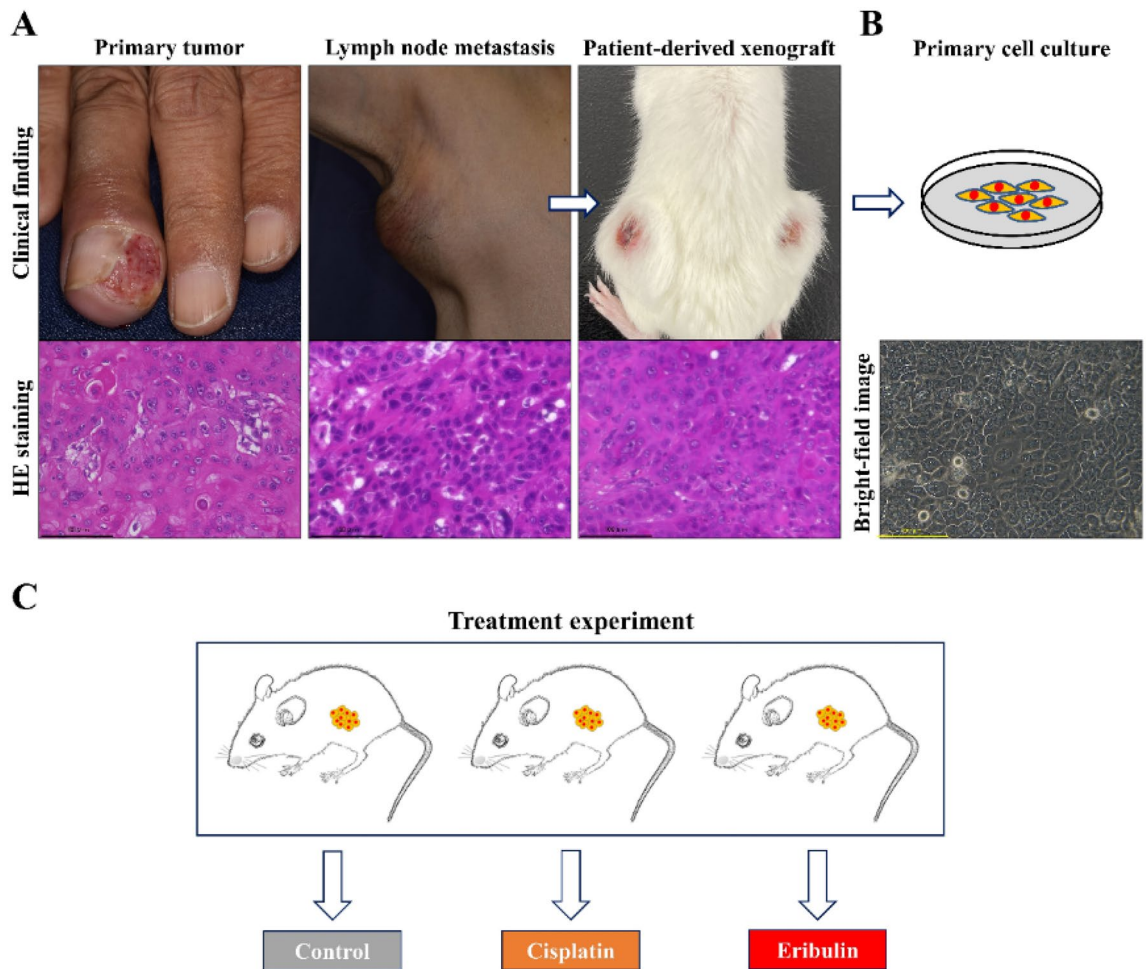 A
B
Primary tumor
Lymph node metastasis
Patient-derived xenograft
Primary cell culture
Clinical finding
HE staining
Bright-field image
C
Treatment experiment
Control
Cisplatin
Eribulin